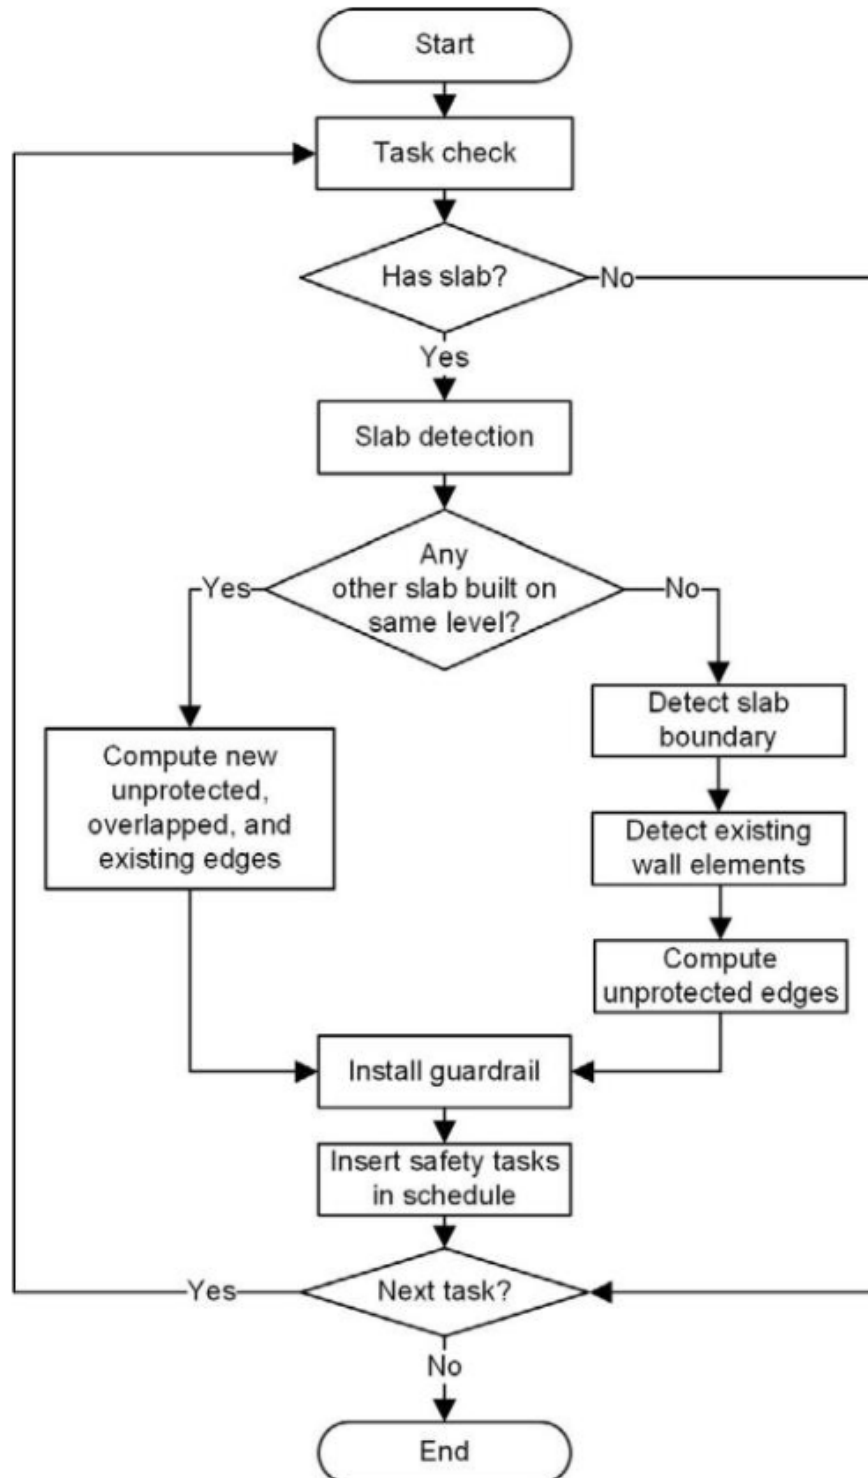 Start
Task check
Has slab?
No
Yes
Slab detection
Any
other slab built on
same level?
Yes
No
Detect slab
boundary
Compute new
unprotected,
overlapped, and
existing edges
Detect existing
wall elements
Compute
unprotected edges
Install guardrail
Insert safety tasks
in schedule
Next task?
Yes
No
End